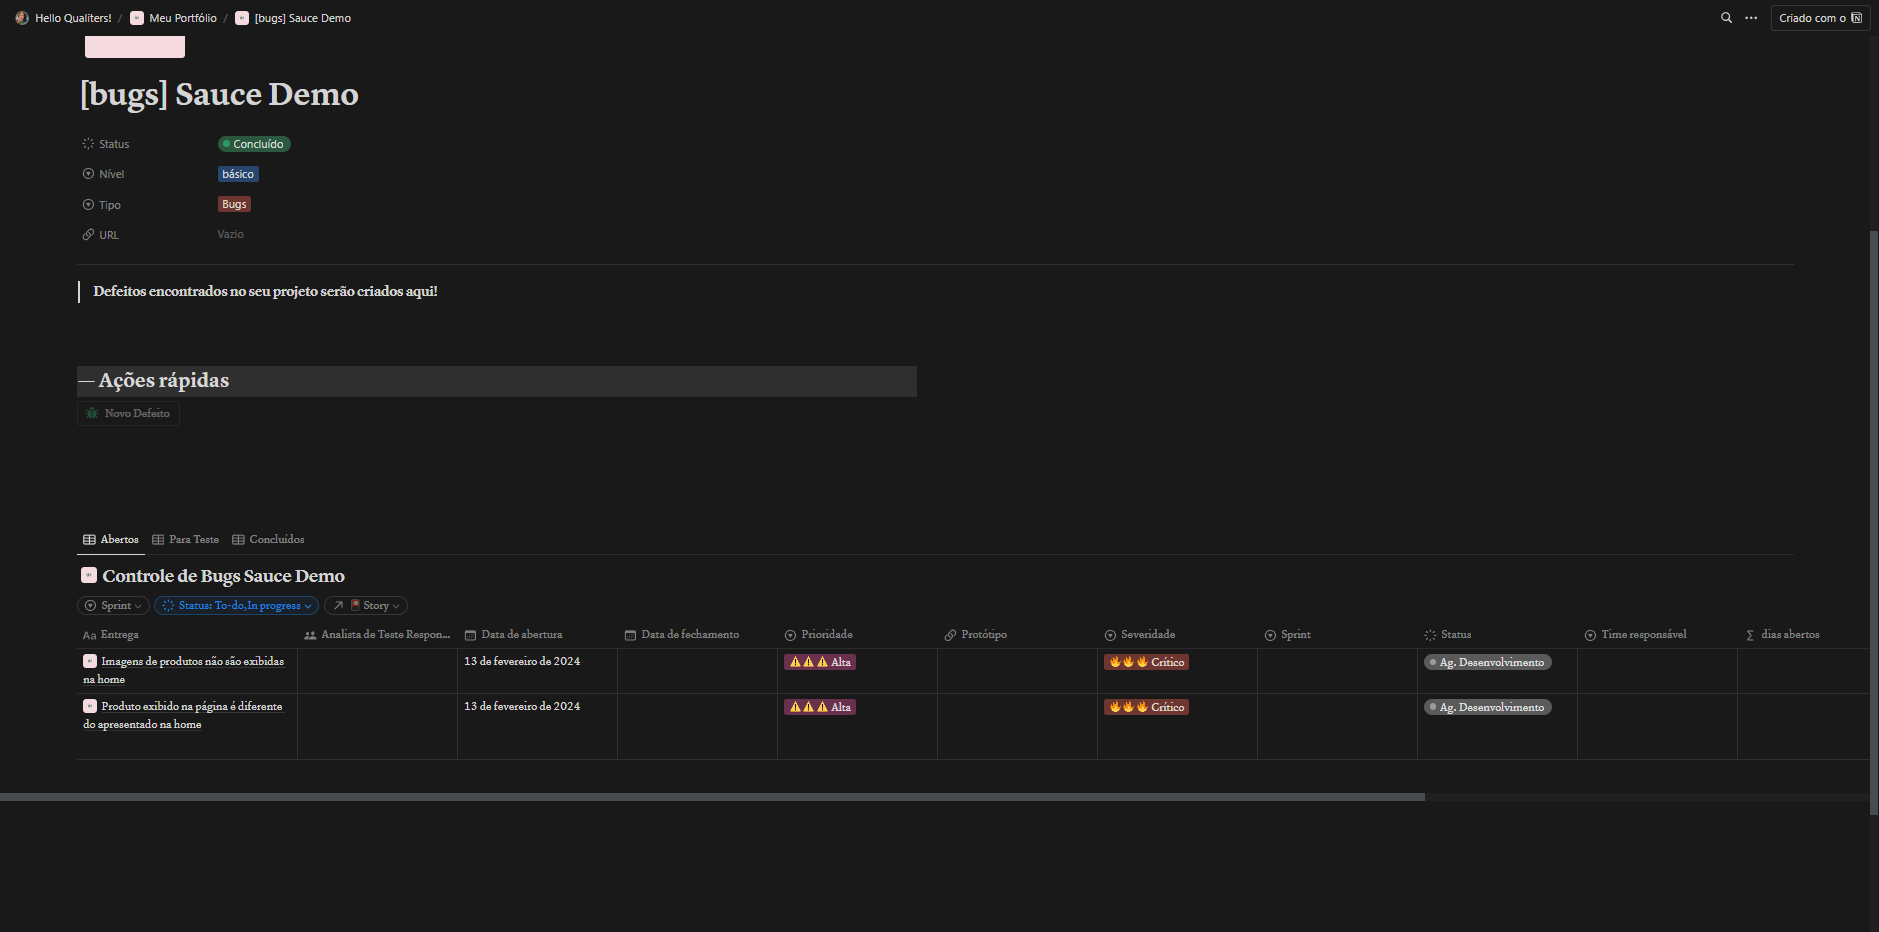 Hello Qualiters! / Meu Portfólio / [bugs] Sauce Demo
Criado com o
[bugs] Sauce Demo
Status Concluído
Nível básico
Tipo Bugs
URL Vazio
Defeitos encontrados no seu projeto serão criados aqui!
— Ações rápidas
Novo Defeito
Abertos Para Teste Concluídos
Controle de Bugs Sauce Demo
Sprint Status: To-do,In progress Story
Aa Entrega Analista de Teste Respon... Data de abertura Data de fechamento Prioridade Protótipo Severidade Sprint Status Time responsável Σ dias abertos
Imagens de produtos não são exibidas 13 de fevereiro de 2024 ⚠️⚠️⚠️ Alta 🔥🔥🔥 Crítico Ag. Desenvolvimento
na home
Produto exibido na página é diferente 13 de fevereiro de 2024 ⚠️⚠️⚠️ Alta 🔥🔥🔥 Crítico Ag. Desenvolvimento
do apresentado na home